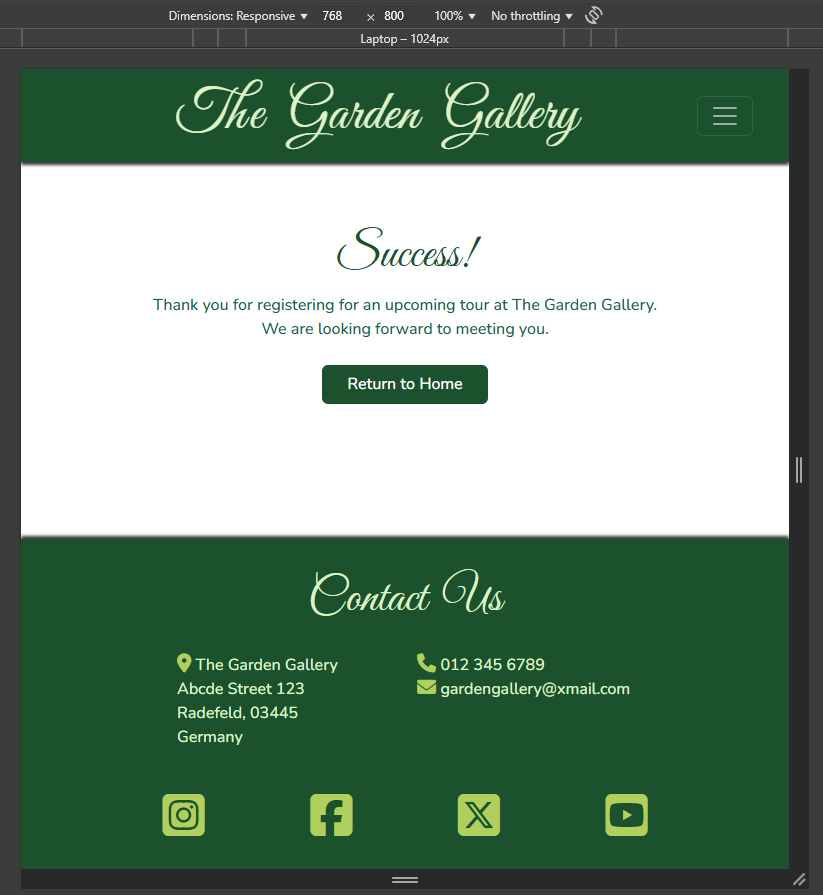 Dimensions: Responsive 768 × 800 100% No throttling
Laptop – 1024px
The Garden Gallery
Success!
Thank you for registering for an upcoming tour at The Garden Gallery.
We are looking forward to meeting you.
Return to Home
Contact Us
The Garden Gallery
Abcde Street 123
Radefeld, 03445
Germany
012 345 6789
gardengallery@xmail.com